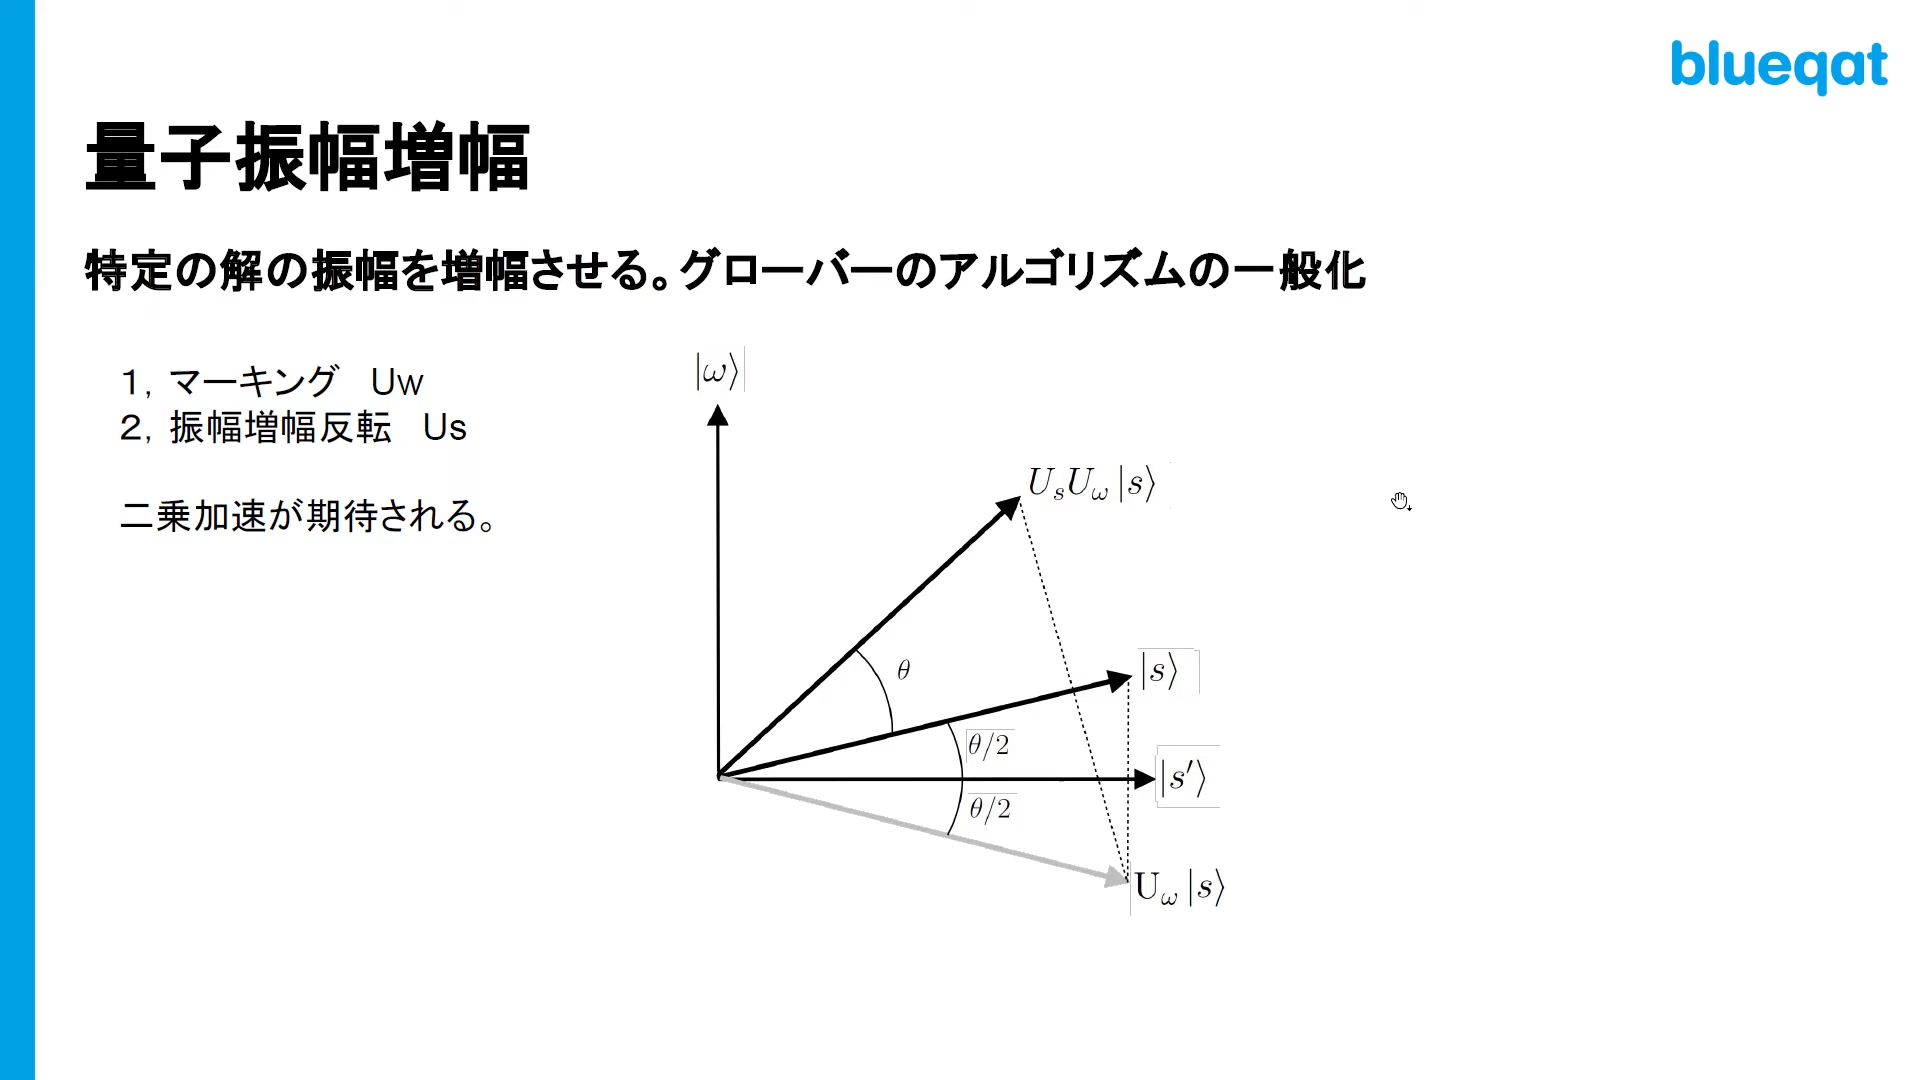 blueqat
量子振幅増幅
特定の解の振幅を増幅させる。グローバーのアルゴリズムの一般化
1, マーキング Uw
2, 振幅増幅反転 Us
二乗加速が期待される。
|ω⟩
UₛU_ω|s⟩
θ
|s⟩
θ/2
|s′⟩
θ/2
U_ω|s⟩